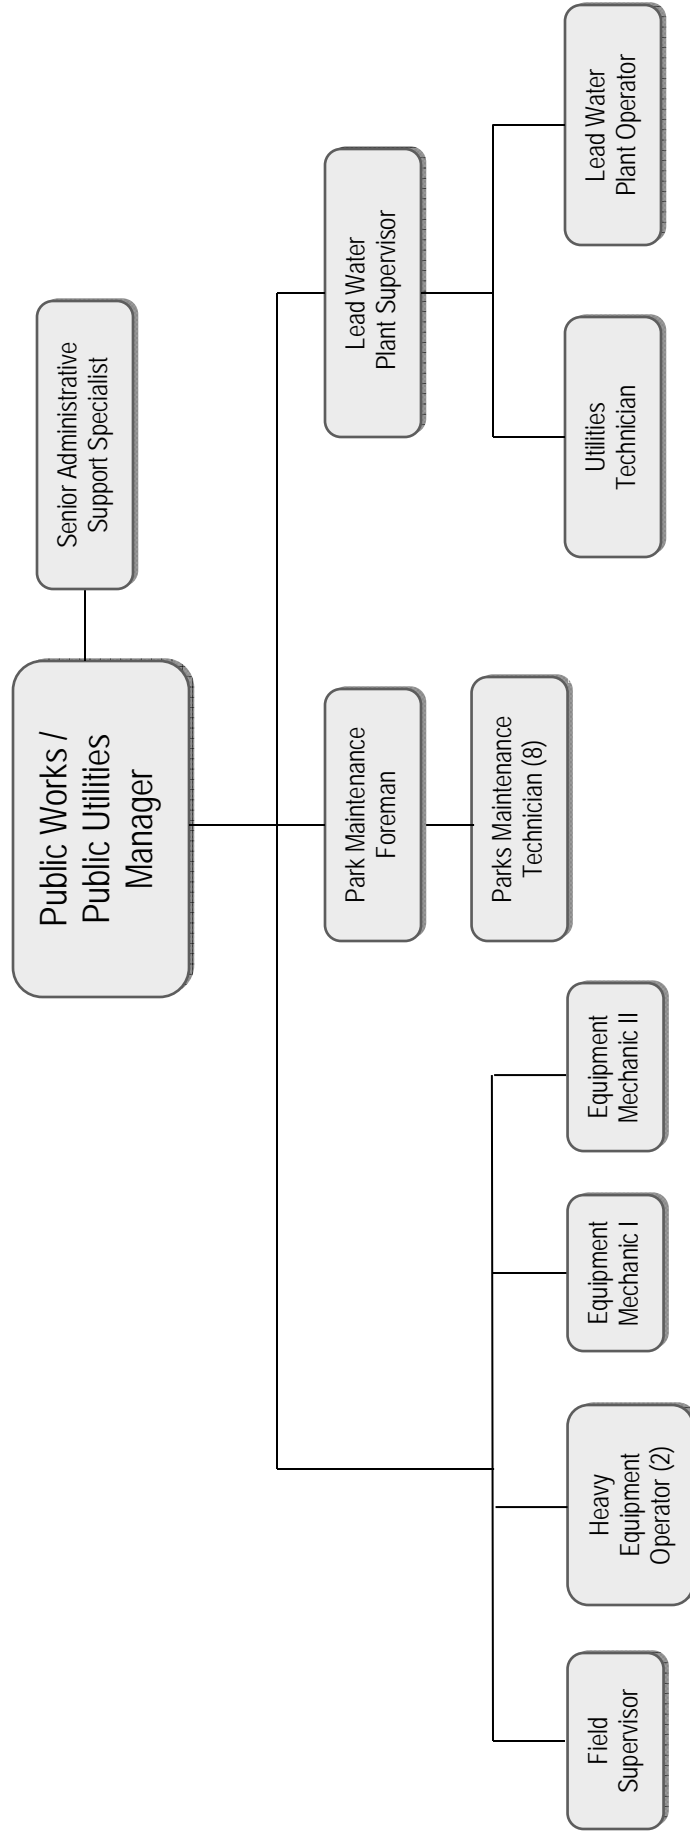 Public Works /
Public Utilities
Manager
Senior Administrative
Support Specialist
Park Maintenance
Foreman
Lead Water
Plant Supervisor
Parks Maintenance
Technician (8)
Field
Supervisor
Heavy
Equipment
Operator (2)
Equipment
Mechanic I
Equipment
Mechanic II
Utilities
Technician
Lead Water
Plant Operator